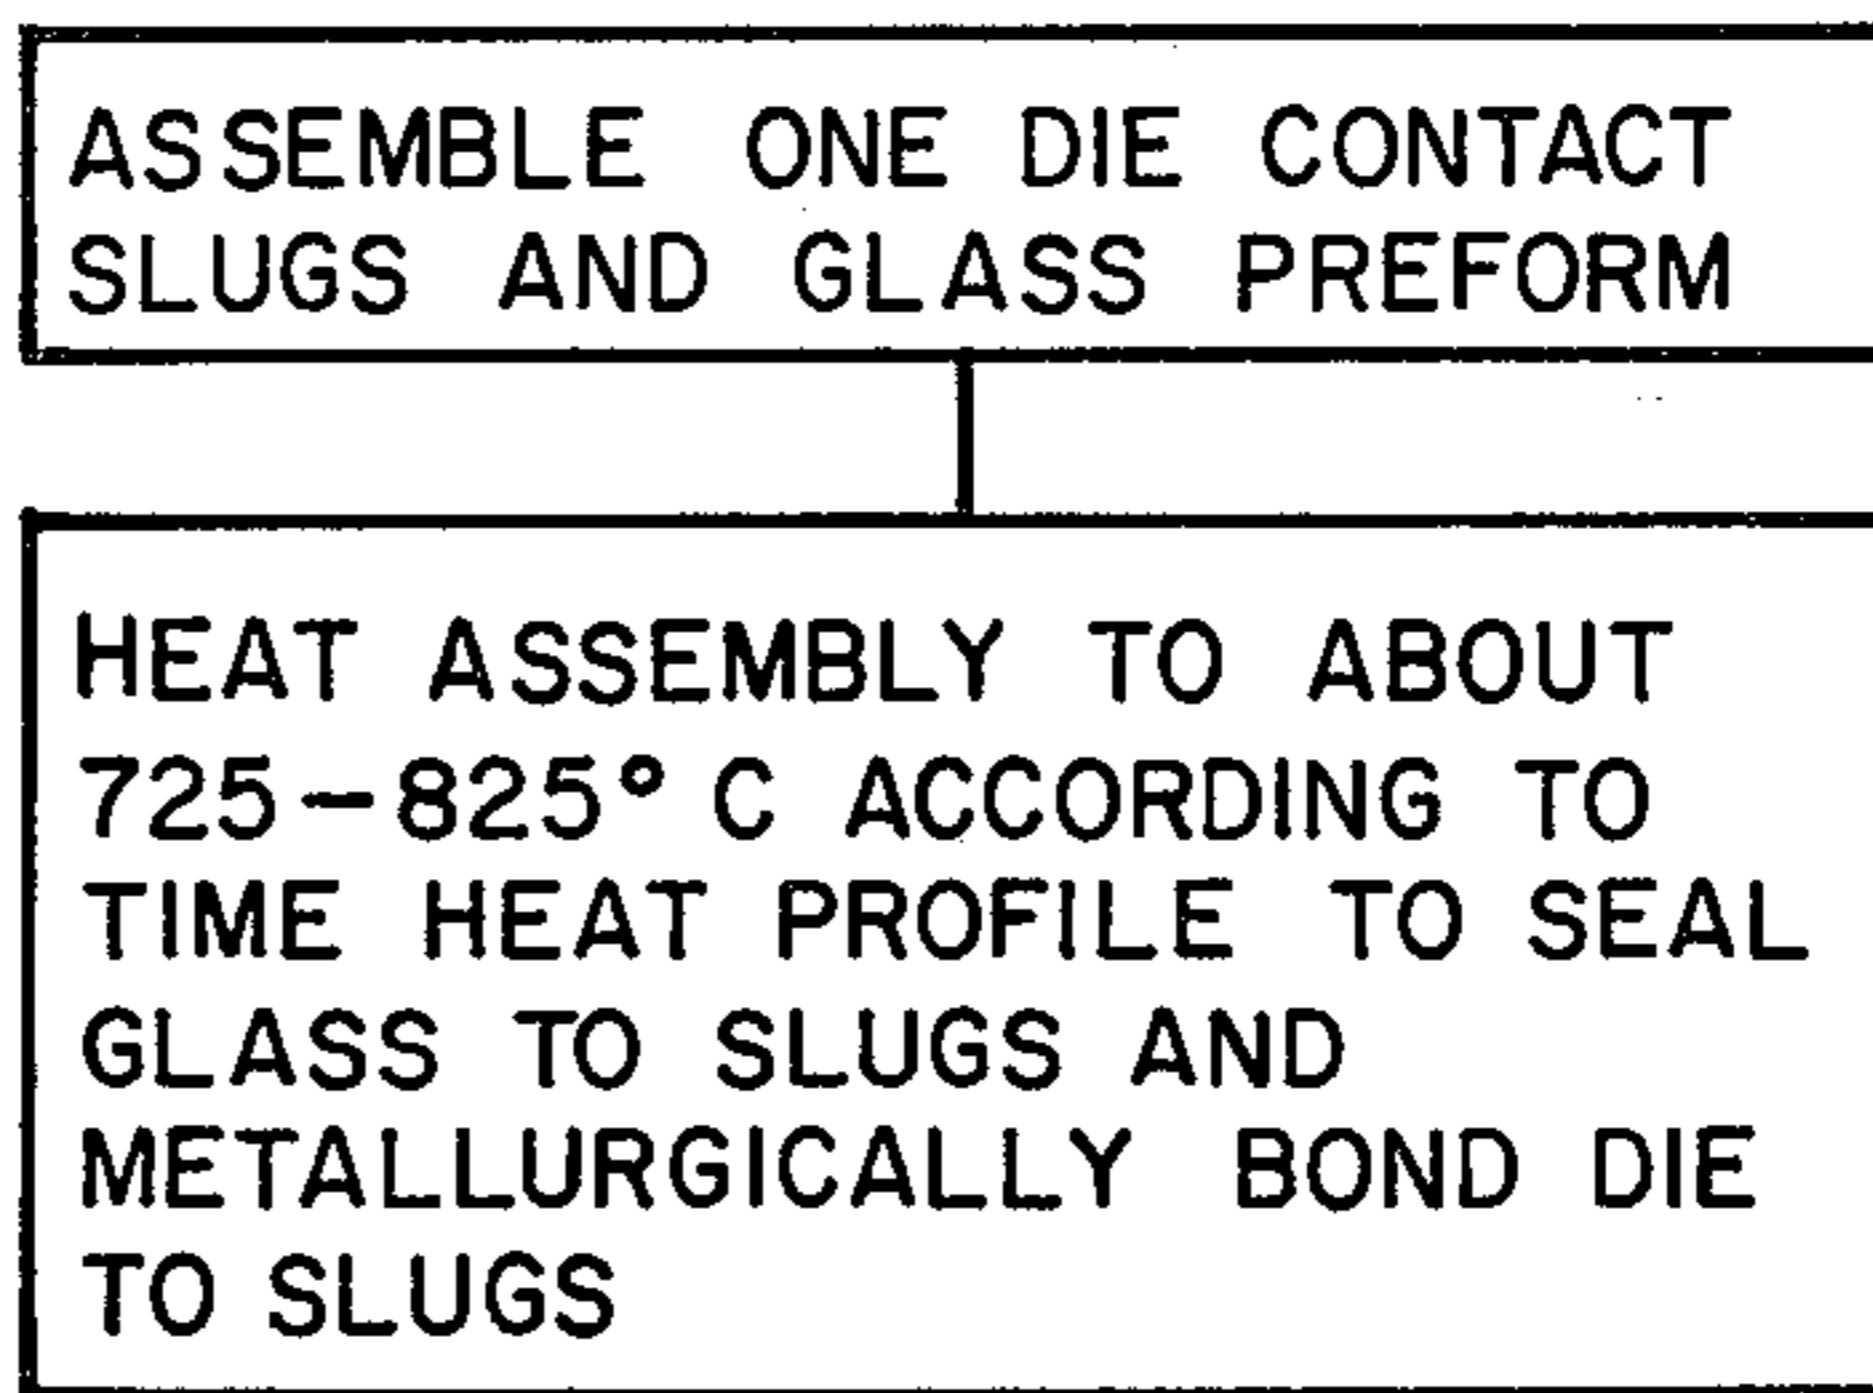 ASSEMBLE ONE DIE CONTACT
SLUGS AND GLASS PREFORM
HEAT ASSEMBLY TO ABOUT
725-825° C ACCORDING TO
TIME HEAT PROFILE TO SEAL
GLASS TO SLUGS AND
METALLURGICALLY BOND DIE
TO SLUGS